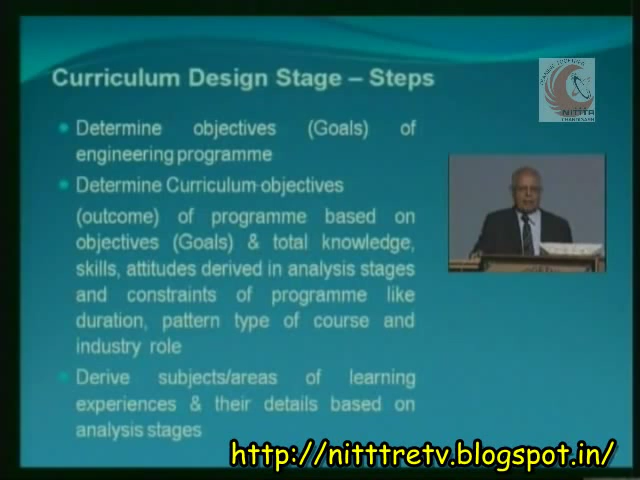 Curriculum Design Stage – Steps
Determine objectives (Goals) of
engineering programme
Determine Curriculum objectives
(outcome) of programme based on
objectives (Goals) & total knowledge,
skills, attitudes derived in analysis stages
and constraints of programme like
duration, pattern type of course and
industry role
Derive subjects/areas of learning
experiences & their details based on
analysis stages
NITTTR
CHANDIGARH
http://nitttretv.blogspot.in/